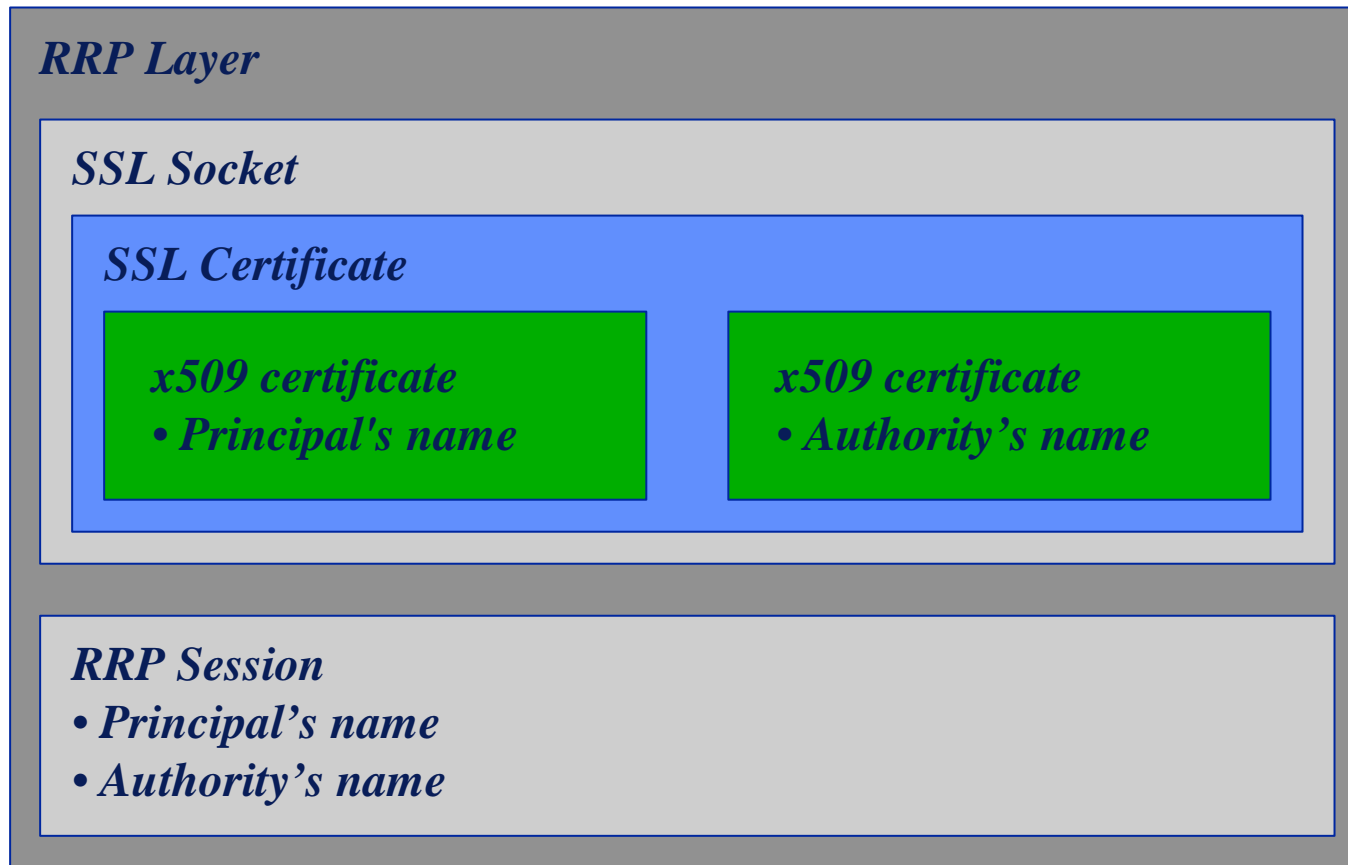 RRP Layer
SSL Socket
SSL Certificate
x509 certificate
• Principal's name
x509 certificate
• Authority’s name
RRP Session
• Principal’s name
• Authority’s name